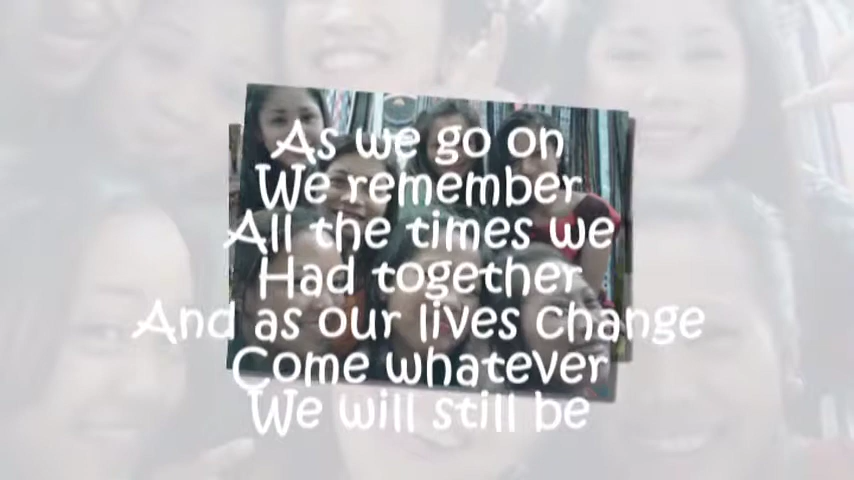 As we go on
We remember
All the times we
Had together
And as our lives change
Come whatever
We will still be